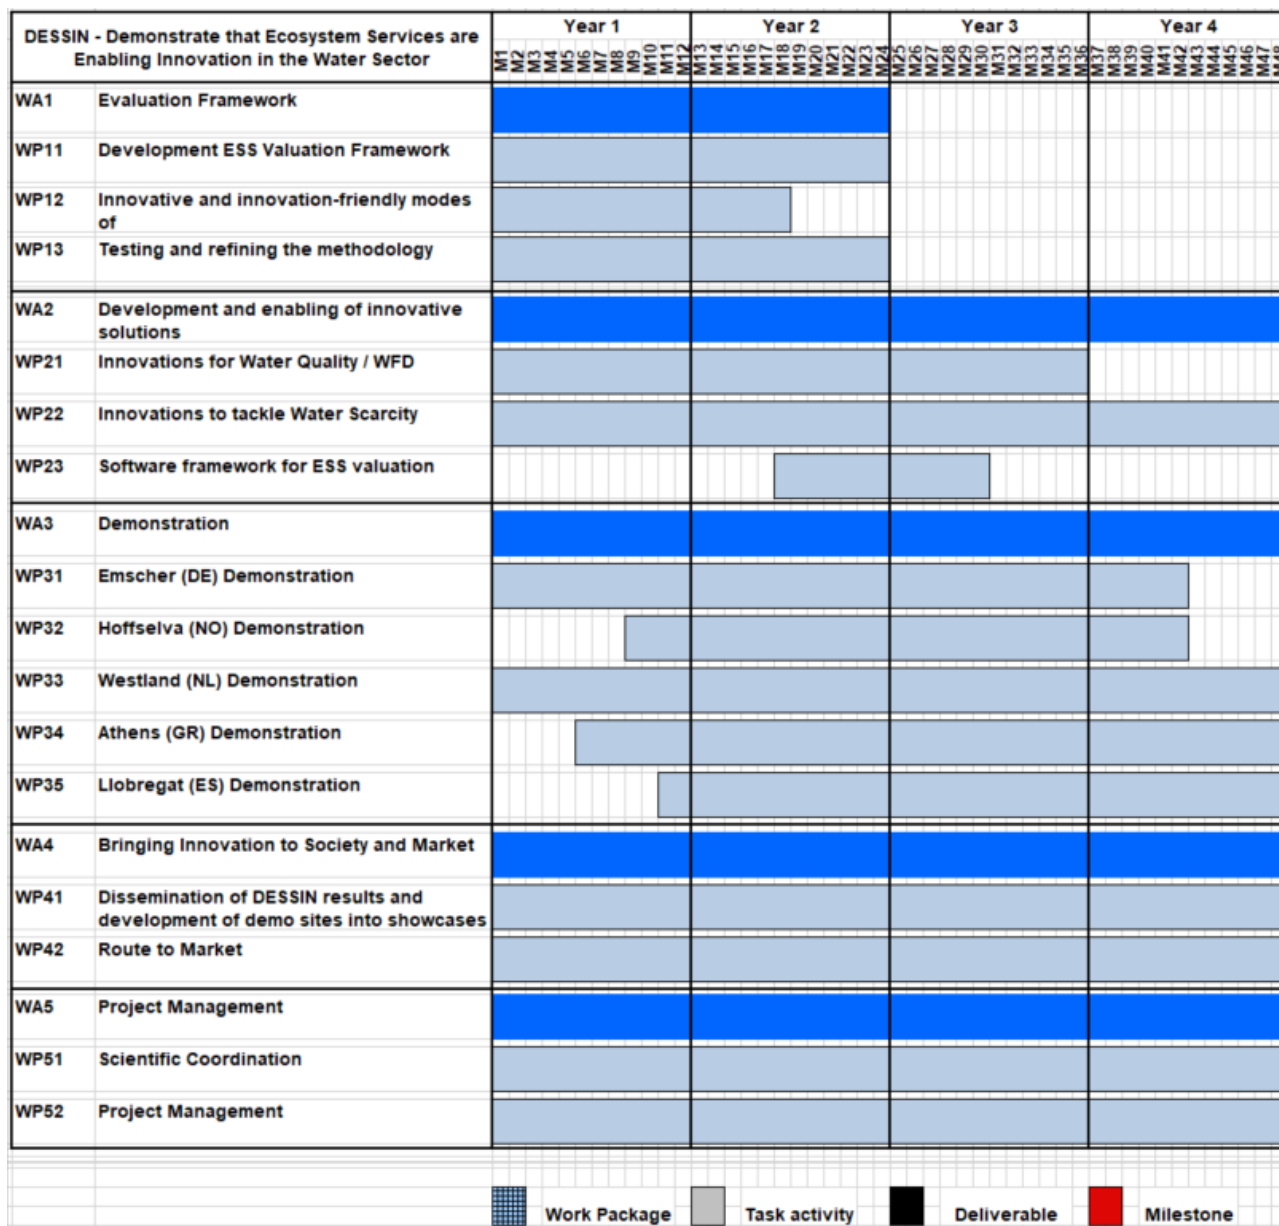 DESSIN - Demonstrate that Ecosystem Services are
Enabling Innovation in the Water Sector
Year 1 Year 2 Year 3 Year 4
M1 M2 M3 M4 M5 M6 M7 M8 M9 M10 M11 M12 M13 M14 M15 M16 M17 M18 M19 M20 M21 M22 M23 M24 M25 M26 M27 M28 M29 M30 M31 M32 M33 M34 M35 M36 M37 M38 M39 M40 M41 M42 M43 M44 M45 M46 M47 M48
WA1 Evaluation Framework
WP11 Development ESS Valuation Framework
WP12 Innovative and innovation-friendly modes
of
WP13 Testing and refining the methodology
WA2 Development and enabling of innovative
solutions
WP21 Innovations for Water Quality / WFD
WP22 Innovations to tackle Water Scarcity
WP23 Software framework for ESS valuation
WA3 Demonstration
WP31 Emscher (DE) Demonstration
WP32 Hoffselva (NO) Demonstration
WP33 Westland (NL) Demonstration
WP34 Athens (GR) Demonstration
WP35 Llobregat (ES) Demonstration
WA4 Bringing Innovation to Society and Market
WP41 Dissemination of DESSIN results and
development of demo sites into showcases
WP42 Route to Market
WA5 Project Management
WP51 Scientific Coordination
WP52 Project Management
Work Package Task activity Deliverable Milestone